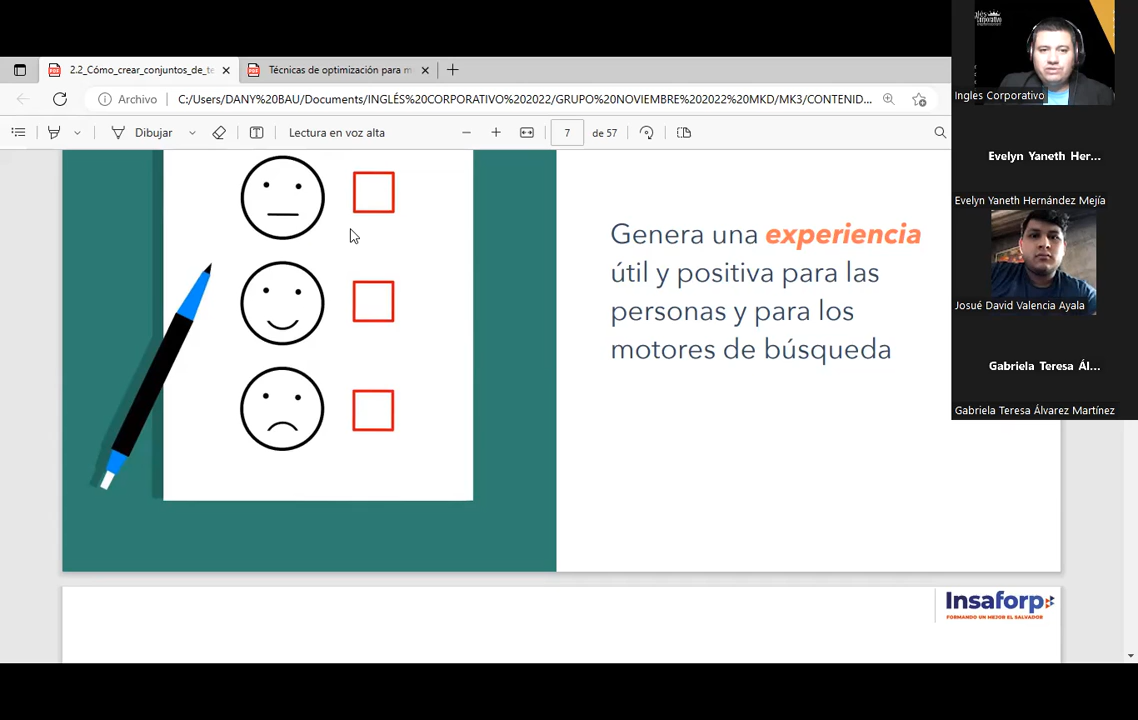 2.2_Cómo_crear_conjuntos_de_te
Técnicas de optimización para m
Archivo
C:/Users/DANY%20BAU/Documents/INGLÉS%20CORPORATIVO%202022/GRUPO%20NOVIEMBRE%202022%20MKD/MK3/CONTENID...
Dibujar
Lectura en voz alta
7
de 57
Genera una experiencia
útil y positiva para las
personas y para los
motores de búsqueda
Insaforp
FORMANDO UN MEJOR EL SALVADOR
Ingles Corporativo
Evelyn Yaneth Her...
Evelyn Yaneth Hernández Mejía
Josué David Valencia Ayala
Gabriela Teresa Ál...
Gabriela Teresa Álvarez Martínez